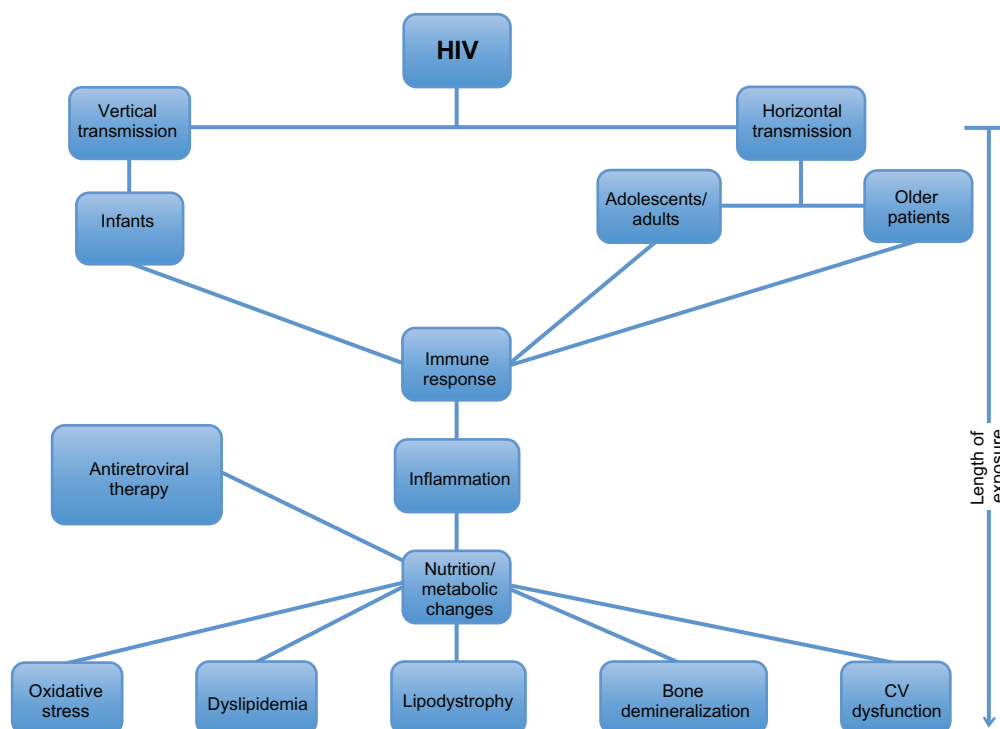 HIV
Vertical
transmission
Horizontal
transmission
Infants
Adolescents/
adults
Older
patients
Immune
response
Antiretroviral
therapy
Inflammation
Length of
exposure
Nutrition/
metabolic
changes
Oxidative
stress
Dyslipidemia
Lipodystrophy
Bone
demineralization
CV
dysfunction